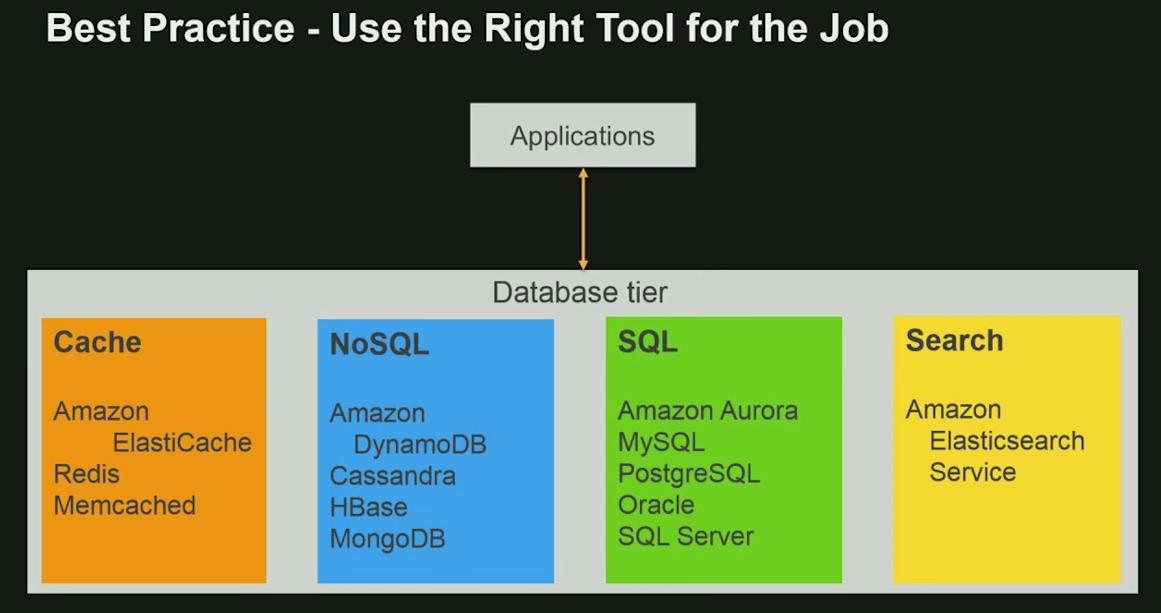 Best Practice - Use the Right Tool for the Job
Applications
Database tier
Cache
Amazon
ElastiCache
Redis
Memcached
NoSQL
Amazon
DynamoDB
Cassandra
HBase
MongoDB
SQL
Amazon Aurora
MySQL
PostgreSQL
Oracle
SQL Server
Search
Amazon
Elasticsearch
Service